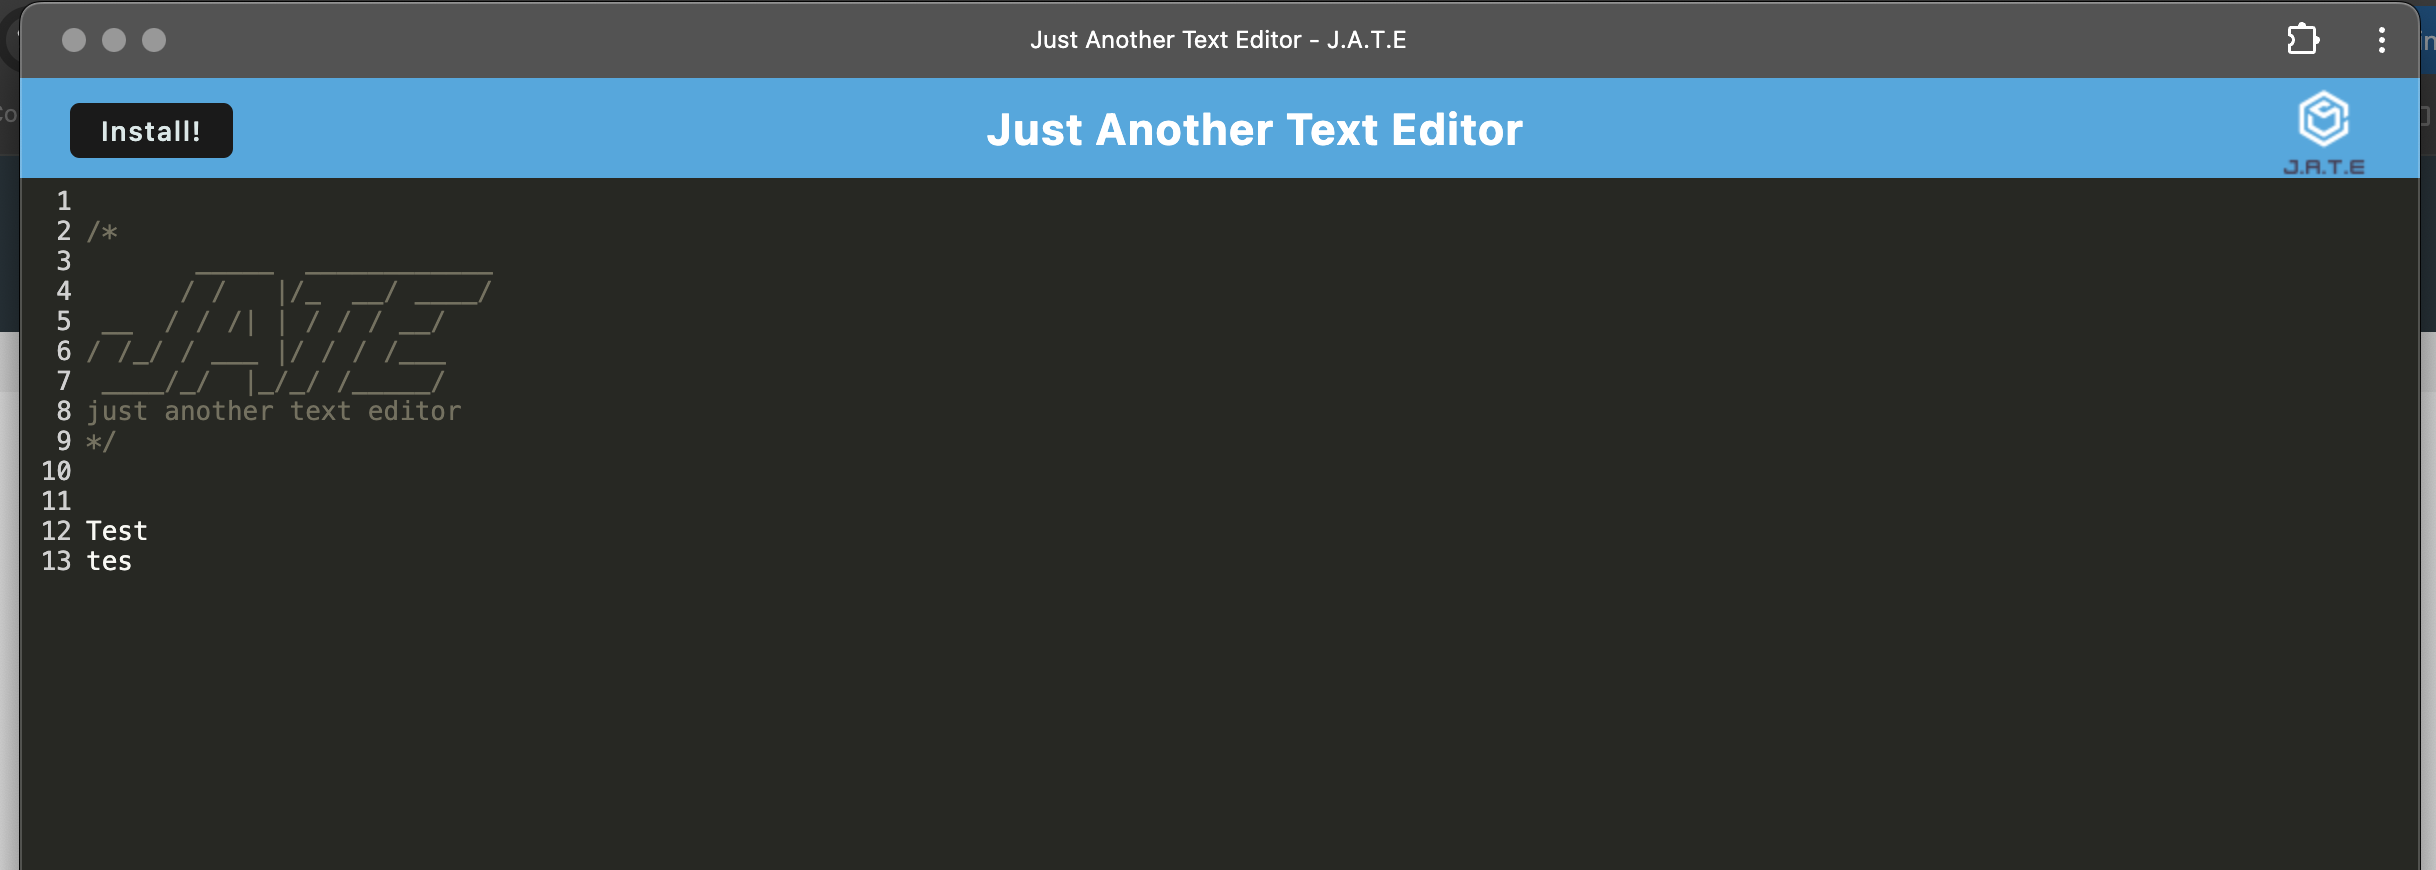 Just Another Text Editor - J.A.T.E
Install!
Just Another Text Editor
J.A.T.E
1
2 /*
3        _____  ____________
4       / /    |/_  __/ ____/
5  __  / / /| | / / / __/
6 / /_/ / ___ |/ / / /___
7  ____/_/  |_/_/ /_____/
8 just another text editor
9 */
10
11
12 Test
13 tes